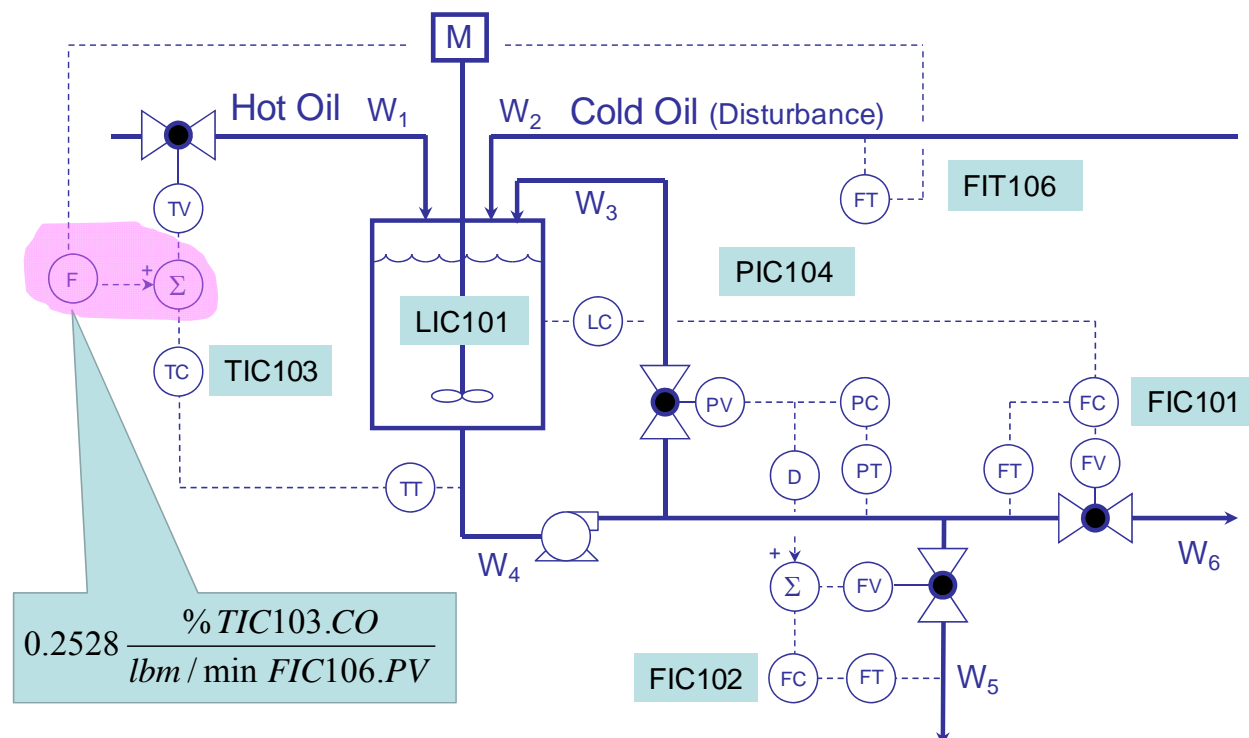 M
Hot Oil W1
W2 Cold Oil (Disturbance)
TV
FT
FIT106
W3
F
+
Σ
PIC104
LIC101
LC
TC
TIC103
PV
PC
FC
FIC101
TT
D
PT
FT
FV
W4
W6
+
Σ
FV
0.2528 %TIC103.CO
lbm / min FIC106.PV
FIC102
FC
FT
W5